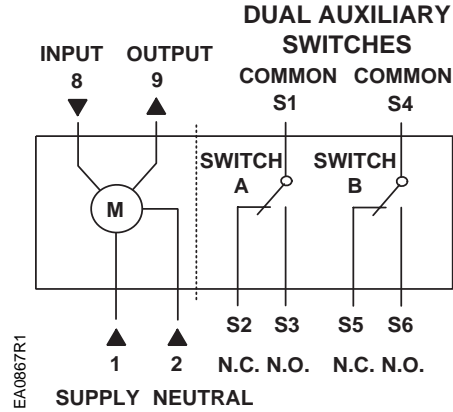 DUAL AUXILIARY
SWITCHES
INPUT OUTPUT
8 9
COMMON COMMON
S1 S4
SWITCH
A
SWITCH
B
M
S2 S3 S5 S6
1 2 N.C. N.O. N.C. N.O.
SUPPLY NEUTRAL
EA0867R1